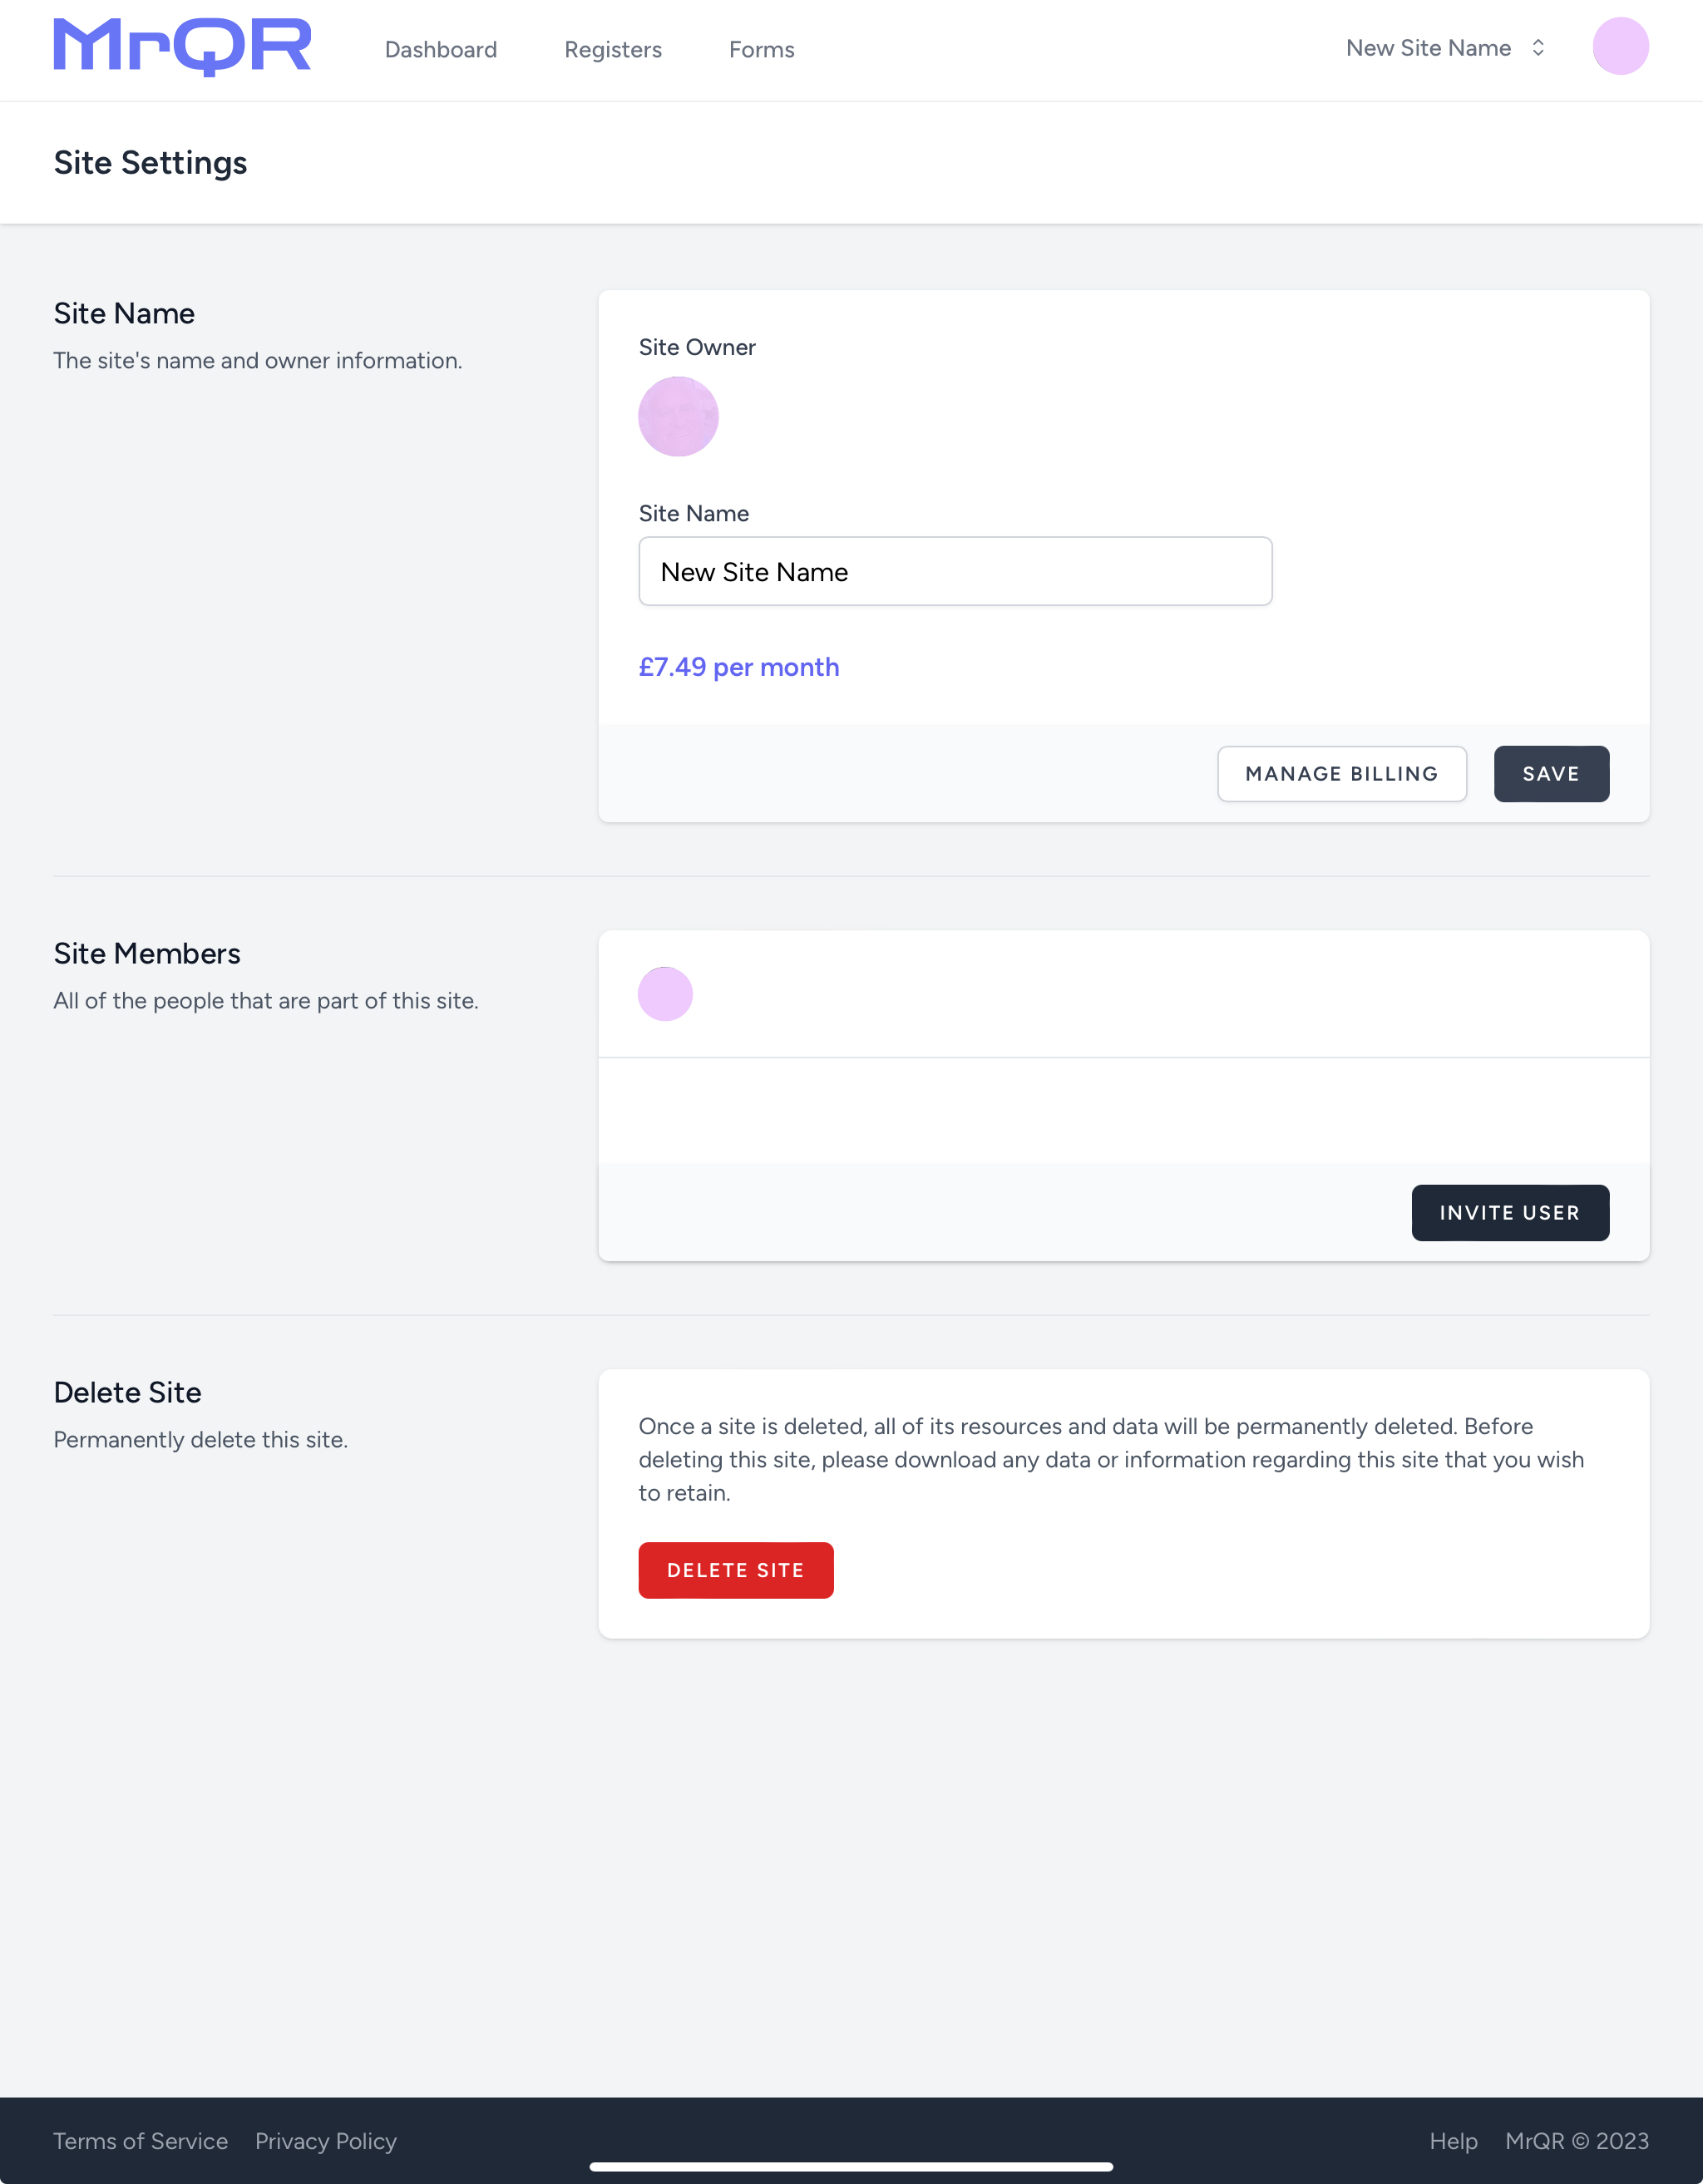 MrQR
Dashboard
Registers
Forms
New Site Name
Site Settings
Site Name
The site's name and owner information.
Site Owner
Site Name
New Site Name
£7.49 per month
MANAGE BILLING
SAVE
Site Members
All of the people that are part of this site.
INVITE USER
Delete Site
Permanently delete this site.
Once a site is deleted, all of its resources and data will be permanently deleted. Before
deleting this site, please download any data or information regarding this site that you wish
to retain.
DELETE SITE
Terms of Service
Privacy Policy
Help
MrQR © 2023